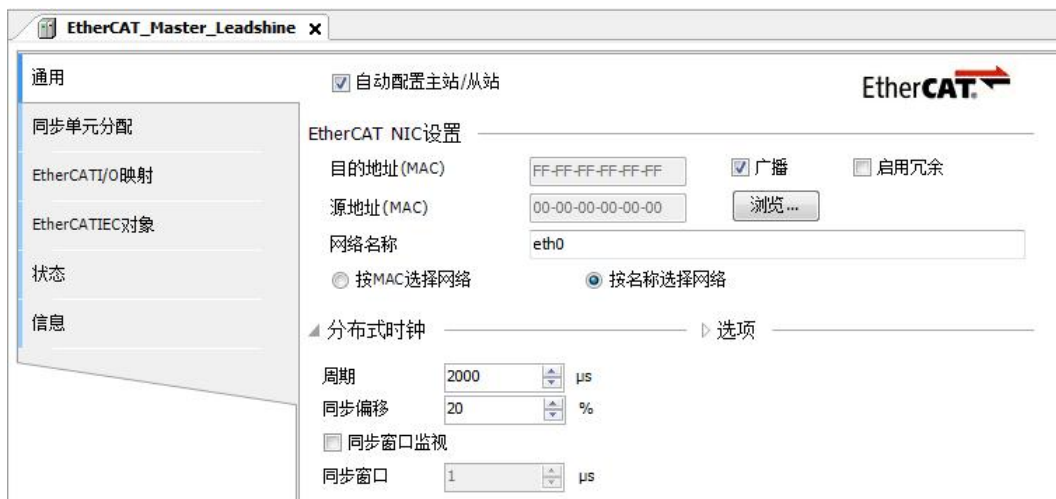 EtherCAT_Master_Leadshine
通用
同步单元分配
EtherCATI/O映射
EtherCATIEC对象
状态
信息
自动配置主站/从站
EtherCAT®
EtherCAT NIC设置
目的地址(MAC) FF-FF-FF-FF-FF-FF 广播 启用冗余
源地址(MAC) 00-00-00-00-00-00 浏览...
网络名称 eth0
按MAC选择网络 按名称选择网络
分布式时钟 选项
周期 2000 µs
同步偏移 20 %
同步窗口监视
同步窗口 1 µs